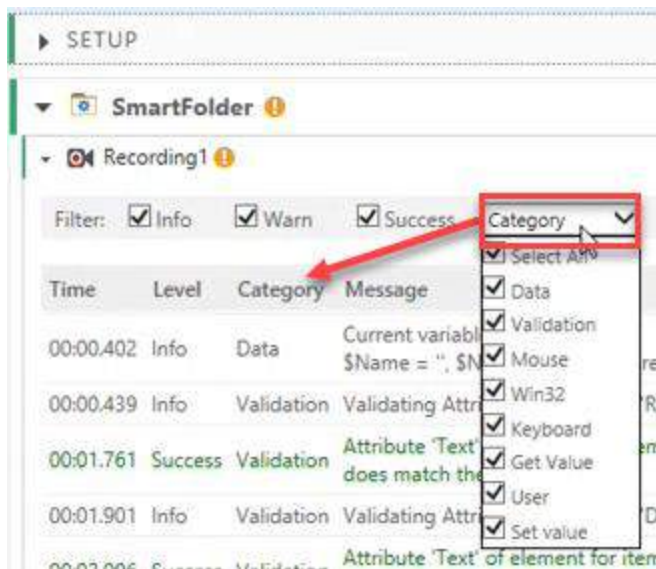 SETUP
SmartFolder
Recording1
Filter: Info Warn Success Category
Select All
Time Level Category Message
Data
Validation
Mouse
Win32
Keyboard
Get Value
User
Set value
00:00.402 Info Data Current variabl
$Name = '', $N
00:00.439 Info Validation Validating Attr
00:01.761 Success Validation Attribute 'Text'
does match the
00:01.901 Info Validation Validating Attr
Success Validation Attribute 'Text' of element for item